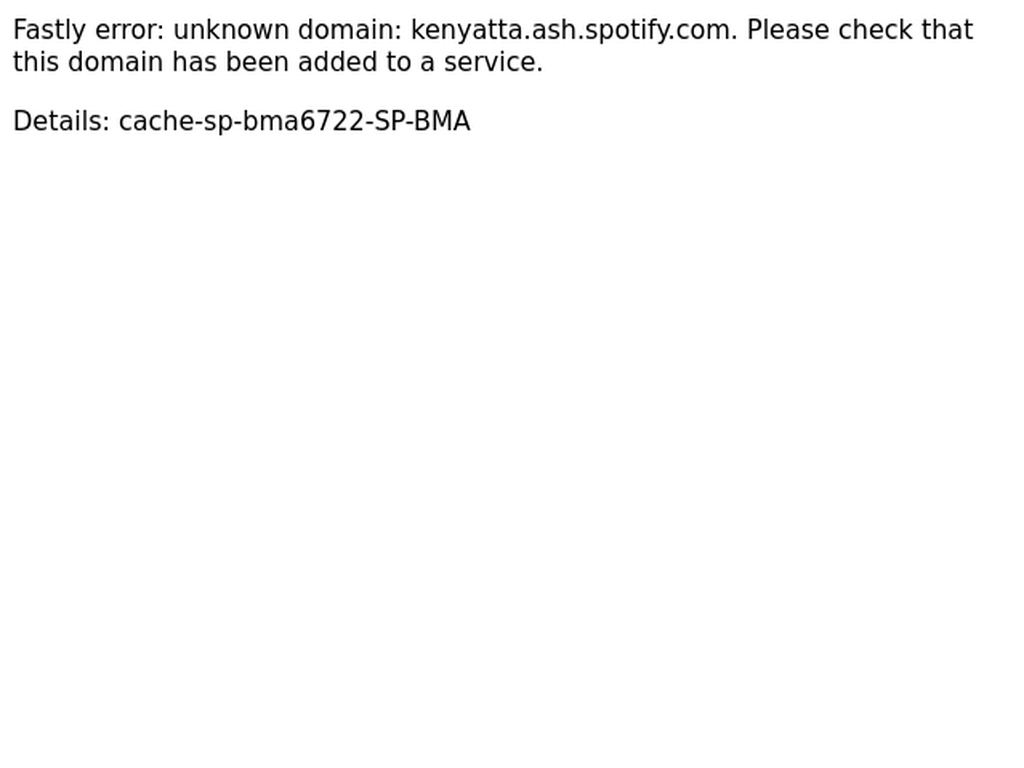 Fastly error: unknown domain: kenyatta.ash.spotify.com. Please check that
this domain has been added to a service.
Details: cache-sp-bma6722-SP-BMA